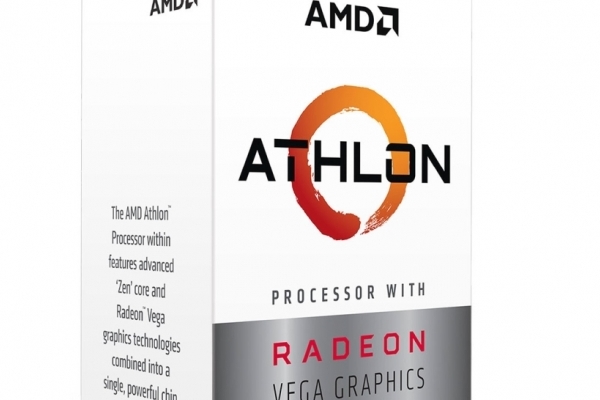 AMD
The AMD Athlon™
Processor within
features advanced
‘Zen’ core and
Radeon™ Vega
graphics technologies
combined into a
single, powerful chip
AMD
ATHLON
PROCESSOR WITH
RADEON
VEGA GRAPHICS